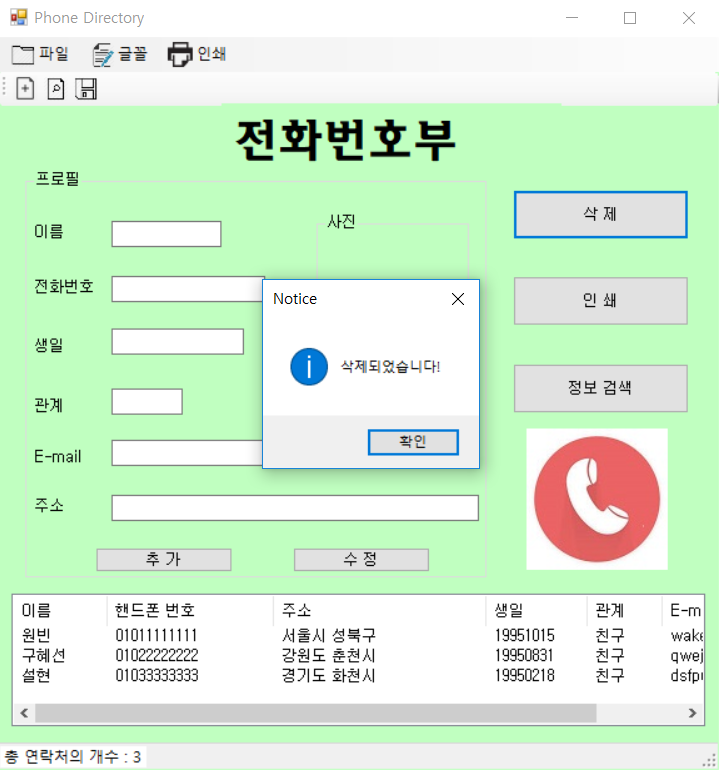 Phone Directory
파일 글꼴 인쇄
전화번호부
프로필
이름
사진
삭 제
전화번호
인 쇄
Notice
생일
삭제되었습니다!
정보 검색
관계
확인
E-mail
주소
추 가 수 정
이름 핸드폰 번호 주소 생일 관계 E-m
원빈 01011111111 서울시 성북구 19951015 친구 wake
구혜선 01022222222 강원도 춘천시 19950831 친구 qwej
설현 01033333333 경기도 화천시 19950218 친구
총 연락처의 개수 : 3